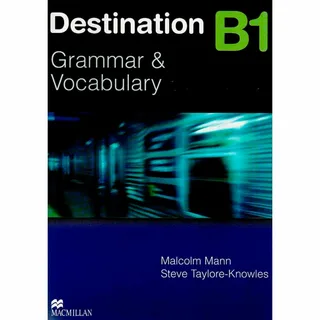 Destination B1
Grammar &
Vocabulary
Malcolm Mann
Steve Taylore-Knowles
MACMILLAN